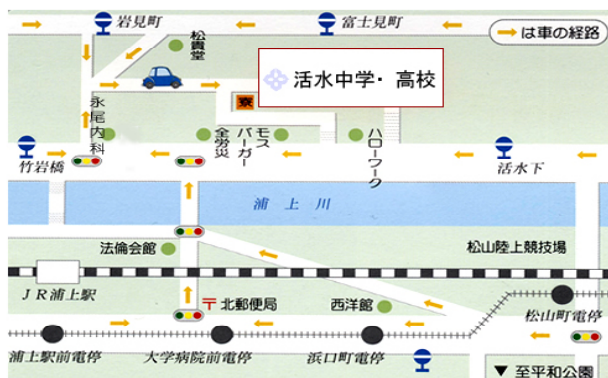 岩見町
富士見町
→は車の経路
松貴堂
活水中学・高校
寮
永尾内科
全労災
モスバーガー
ハローワーク
竹岩橋
活水下
浦上川
法倫会館
松山陸上競技場
JR浦上駅
〒北郵便局
西洋館
松山町電停
浦上駅前電停
大学病院前電停
浜口町電停
▼至平和公園